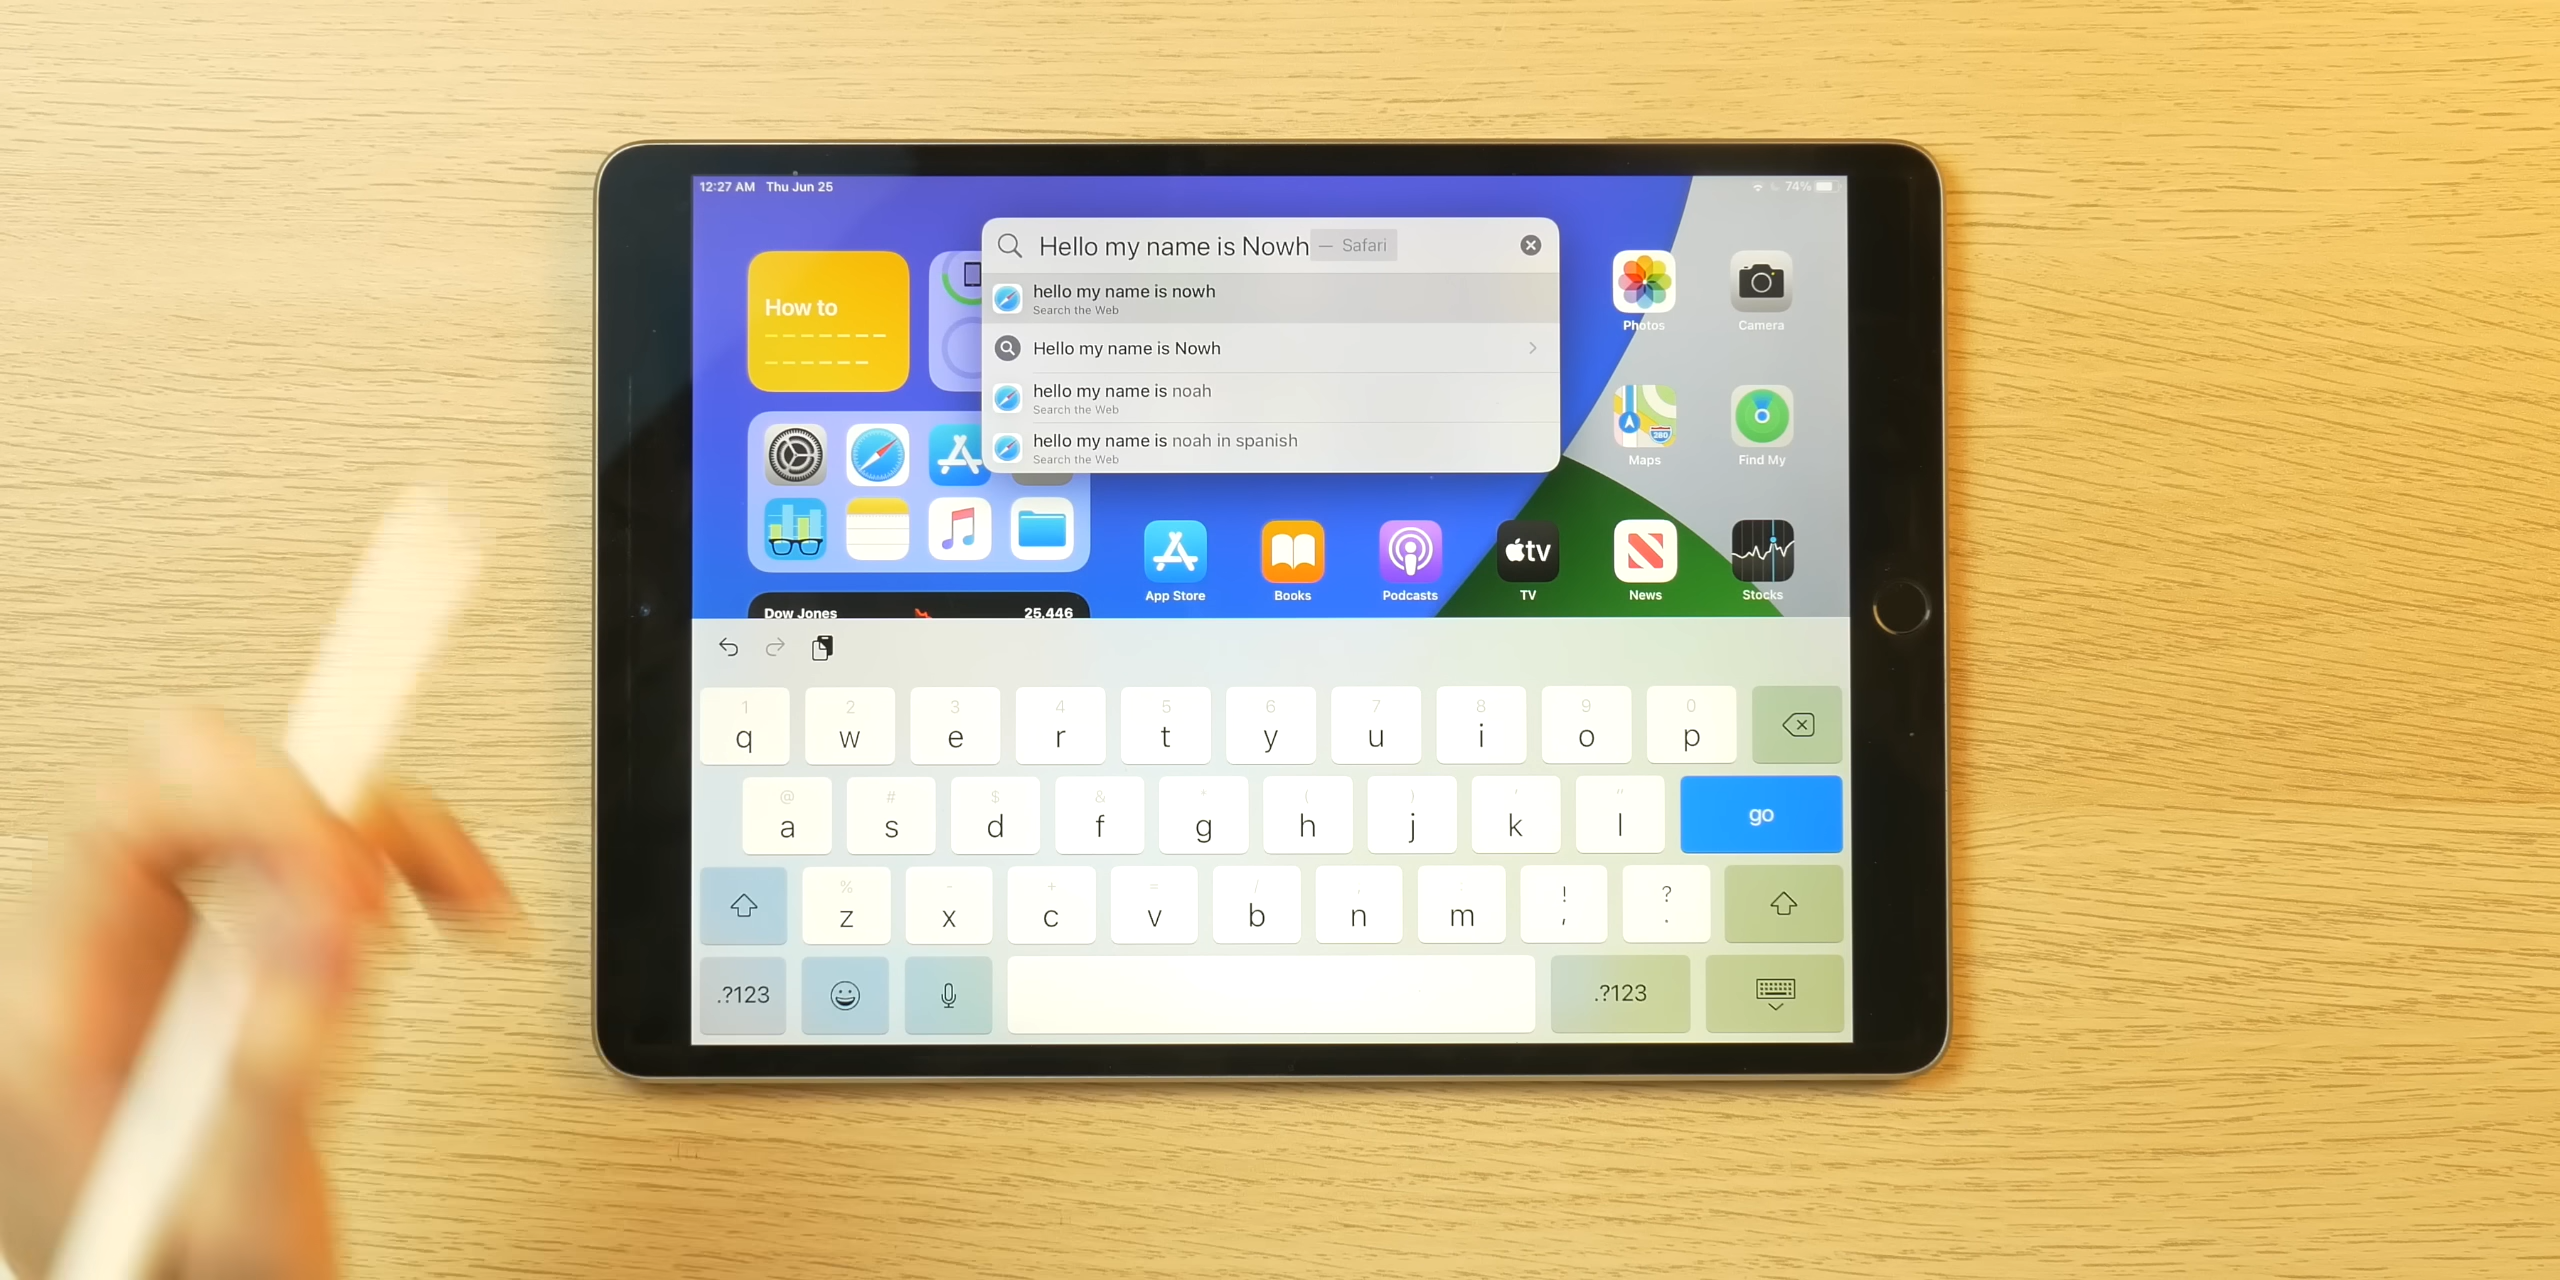 12:27 AM Thu Jun 25
74%
Hello my name is Nowh — Safari
hello my name is nowh
Search the Web
Hello my name is Nowh
hello my name is noah
Search the Web
hello my name is noah in spanish
Search the Web
How to
Photos
Camera
280
Maps
Find My
tv
App Store
Books
Podcasts
TV
News
Stocks
Dow Jones 25,446
1 2 3 4 5 6 7 8 9 0
q w e r t y u i o p
@ # $ & * ( ) ' "
a s d f g h j k l
go
% - + = / ; : ! ?
z x c v b n m , .
.?123
.?123